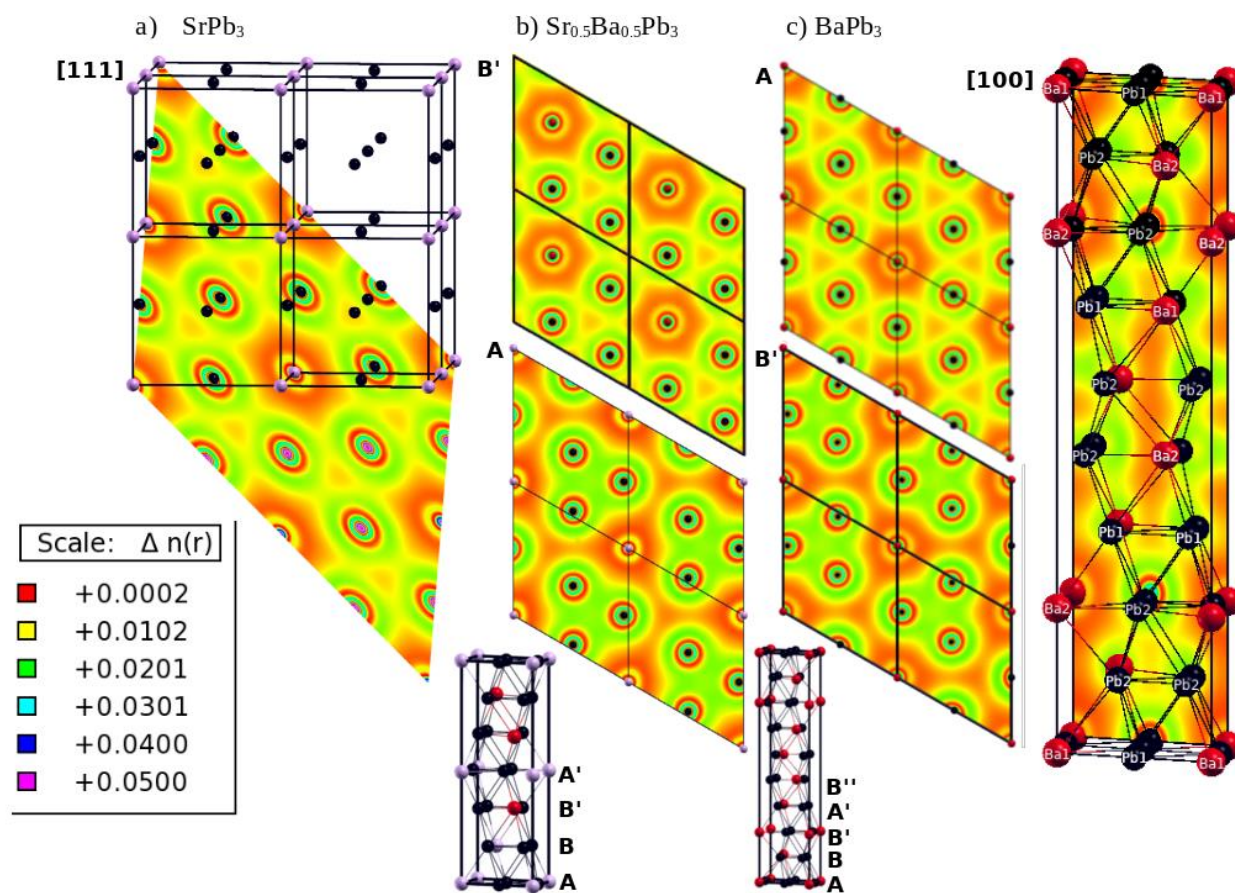 a) SrPb₃
b) Sr₀.₅Ba₀.₅Pb₃
c) BaPb₃
[111]
B'
A
A
B'
[100]
Ba1
Pb1
Ba1
Pb2
Ba2
Ba2
Pb2
Ba2
Pb1
Ba1
Pb2
Pb2
Pb2
Ba2
Pb1
Pb1
Ba2
Pb2
Pb2
Pb2
Ba1
Pb1
Ba1
Scale: Δ n(r)
+0.0002
+0.0102
+0.0201
+0.0301
+0.0400
+0.0500
A'
B'
B
A
B''
A'
B'
B
A